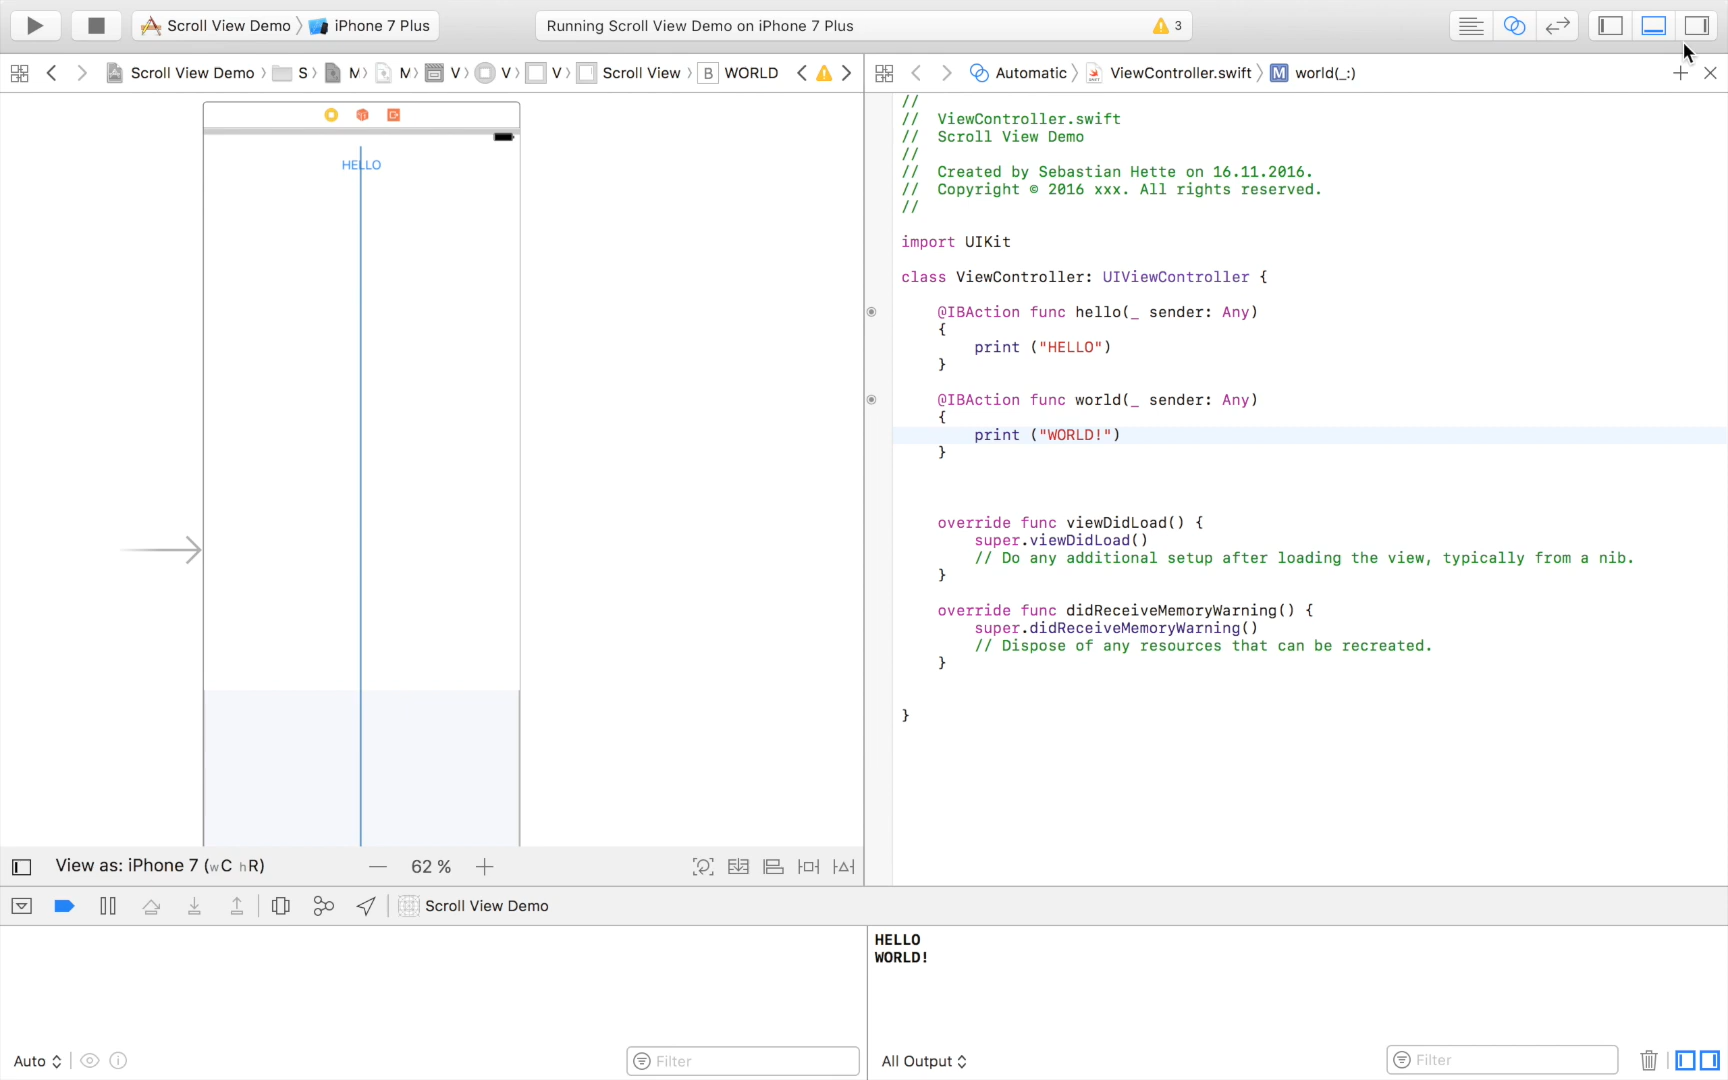 Scroll View Demo iPhone 7 Plus
Running Scroll View Demo on iPhone 7 Plus
3
Scroll View Demo S M M V V V Scroll View B WORLD
Automatic ViewController.swift M world(_:)
HELLO
//
// ViewController.swift
// Scroll View Demo
//
// Created by Sebastian Hette on 16.11.2016.
// Copyright © 2016 xxx. All rights reserved.
//
import UIKit
class ViewController: UIViewController {
@IBAction func hello(_ sender: Any)
{
print ("HELLO")
}
@IBAction func world(_ sender: Any)
{
print ("WORLD!")
}
override func viewDidLoad() {
super.viewDidLoad()
// Do any additional setup after loading the view, typically from a nib.
}
override func didReceiveMemoryWarning() {
super.didReceiveMemoryWarning()
// Dispose of any resources that can be recreated.
}
}
View as: iPhone 7 (wC hR)
62 %
Scroll View Demo
HELLO
WORLD!
Auto
Filter
All Output
Filter